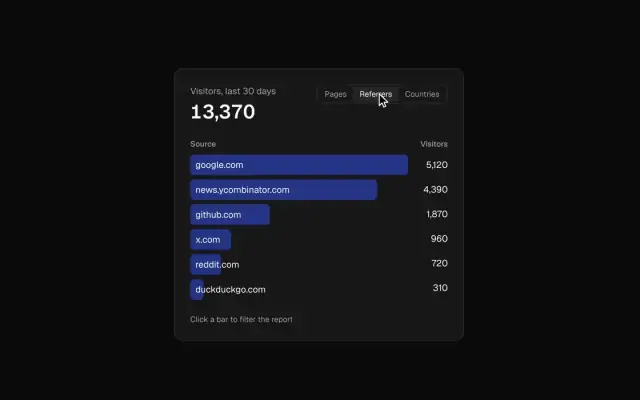 Visitors, last 30 days
13,370
Pages Referrers Countries
Source Visitors
google.com 5,120
news.ycombinator.com 4,390
github.com 1,870
x.com 960
reddit.com 720
duckduckgo.com 310
Click a bar to filter the report